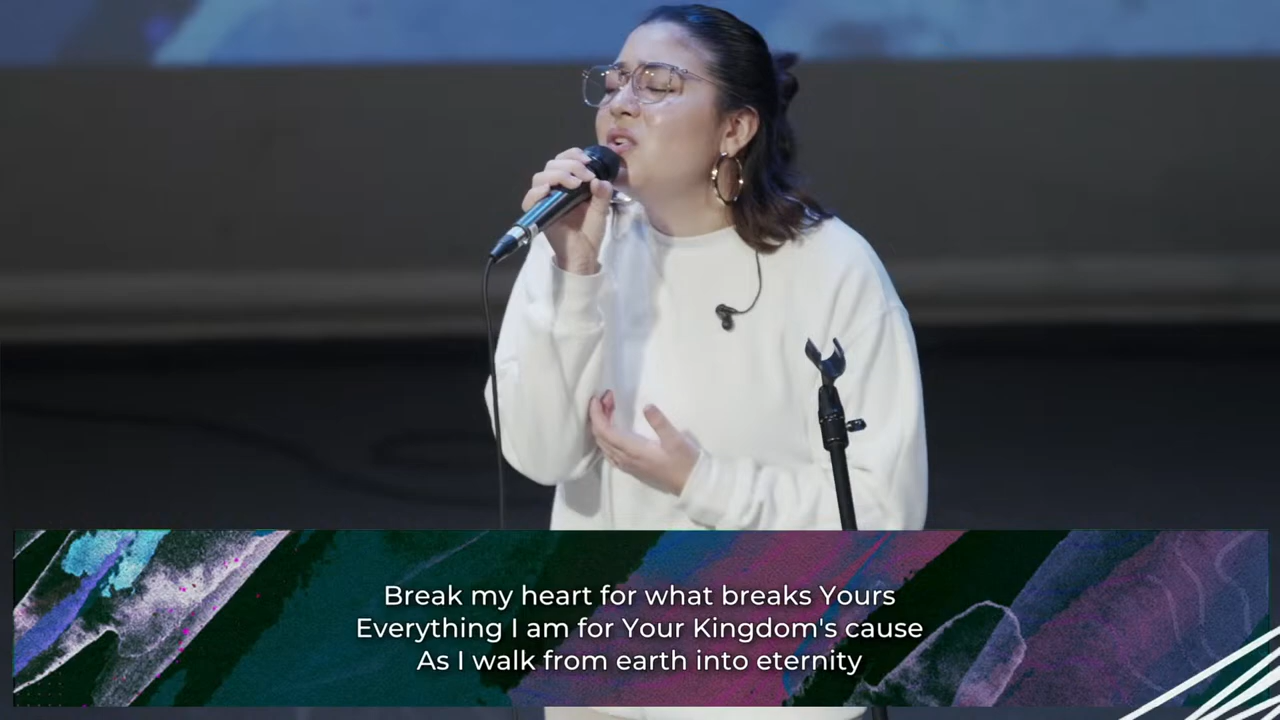 Break my heart for what breaks Yours
Everything I am for Your Kingdom's cause
As I walk from earth into eternity